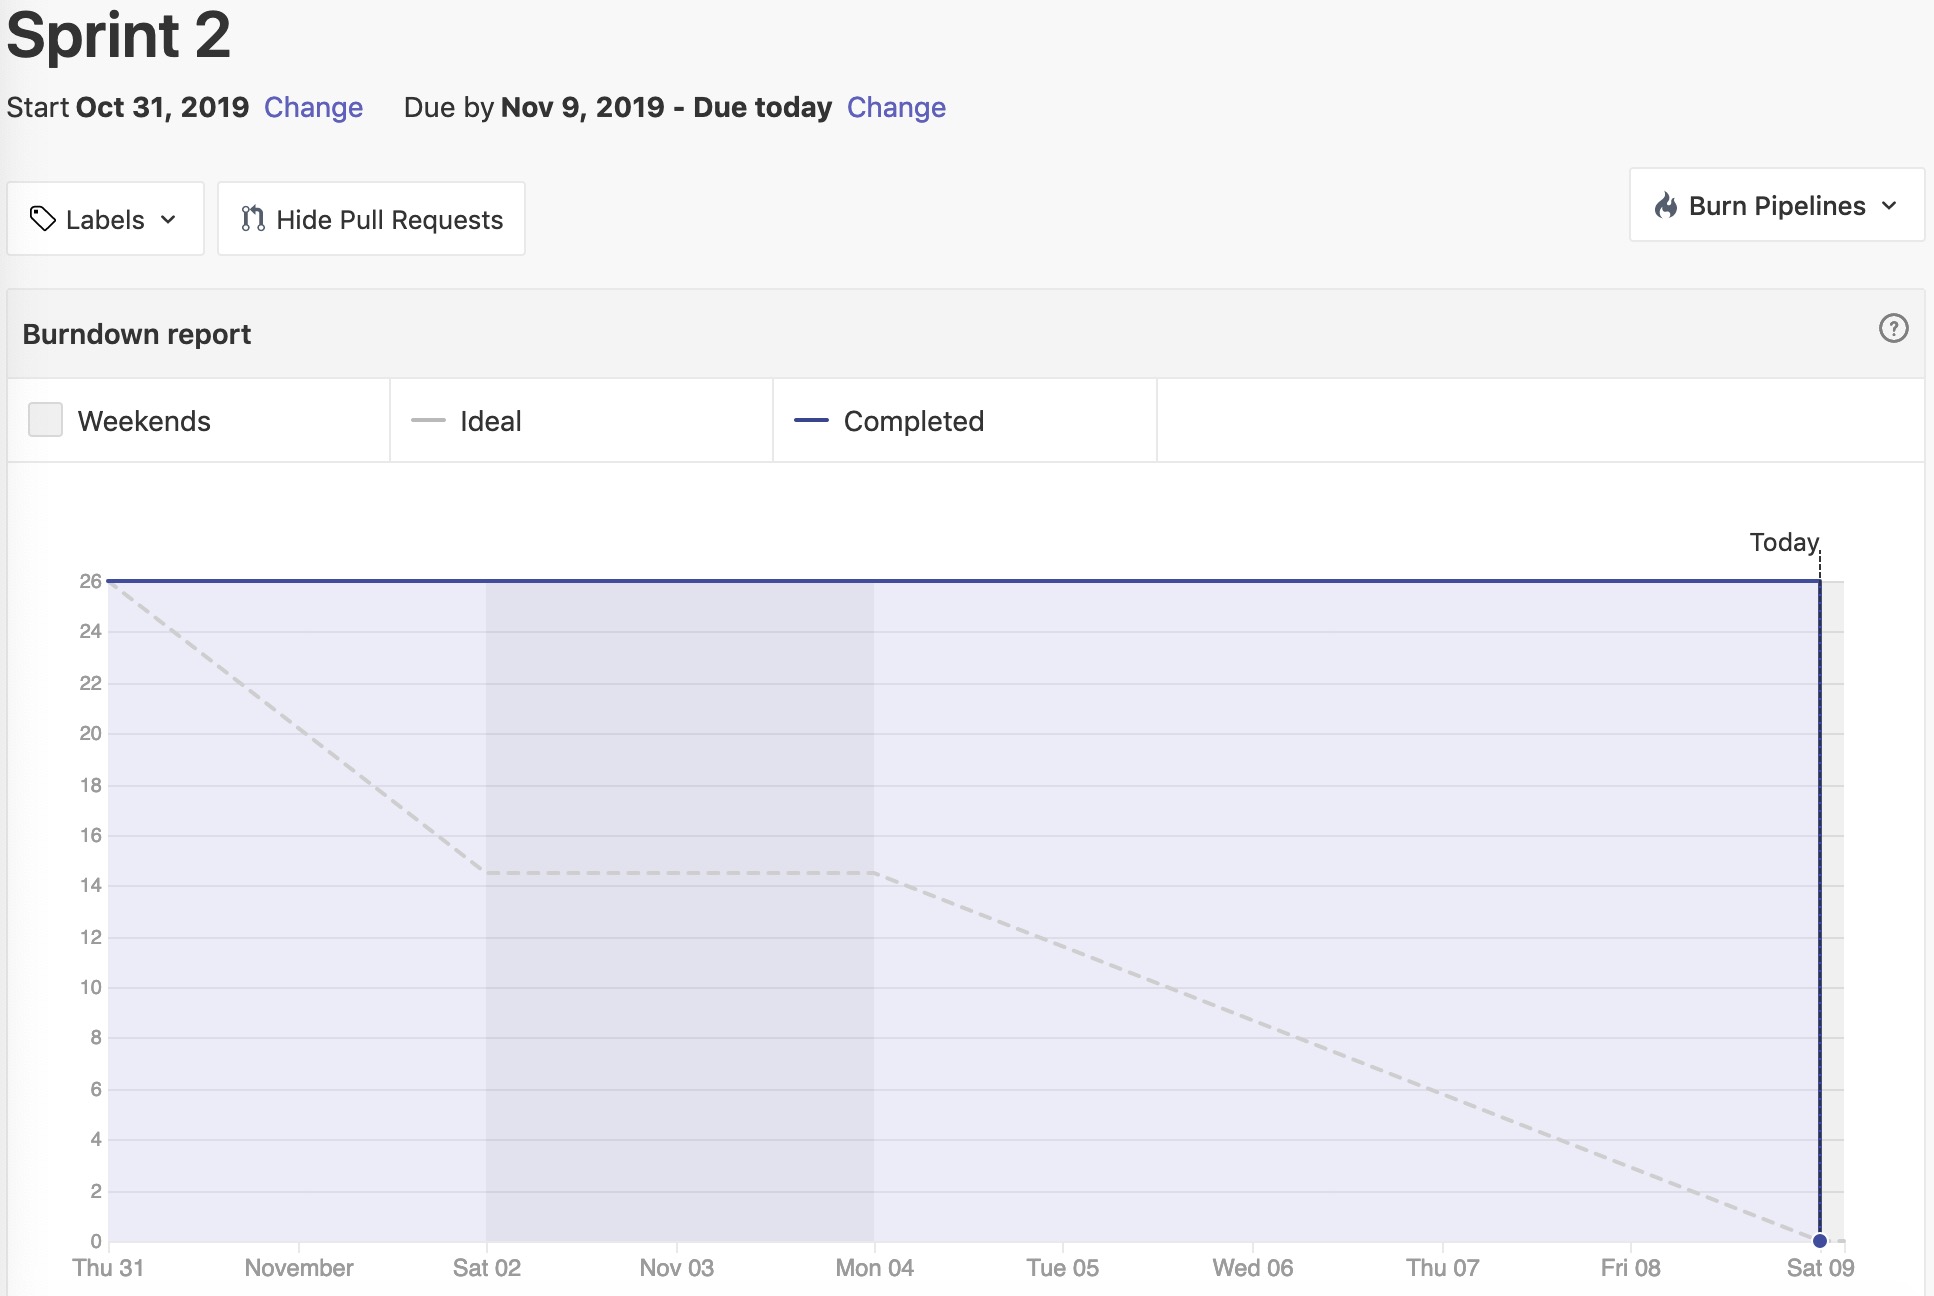 Sprint 2
Start Oct 31, 2019 Change Due by Nov 9, 2019 - Due today Change
Labels Hide Pull Requests Burn Pipelines
Burndown report ?
Weekends Ideal Completed
Today
26
24
22
20
18
16
14
12
10
8
6
4
2
0
Thu 31 November Sat 02 Nov 03 Mon 04 Tue 05 Wed 06 Thu 07 Fri 08 Sat 09